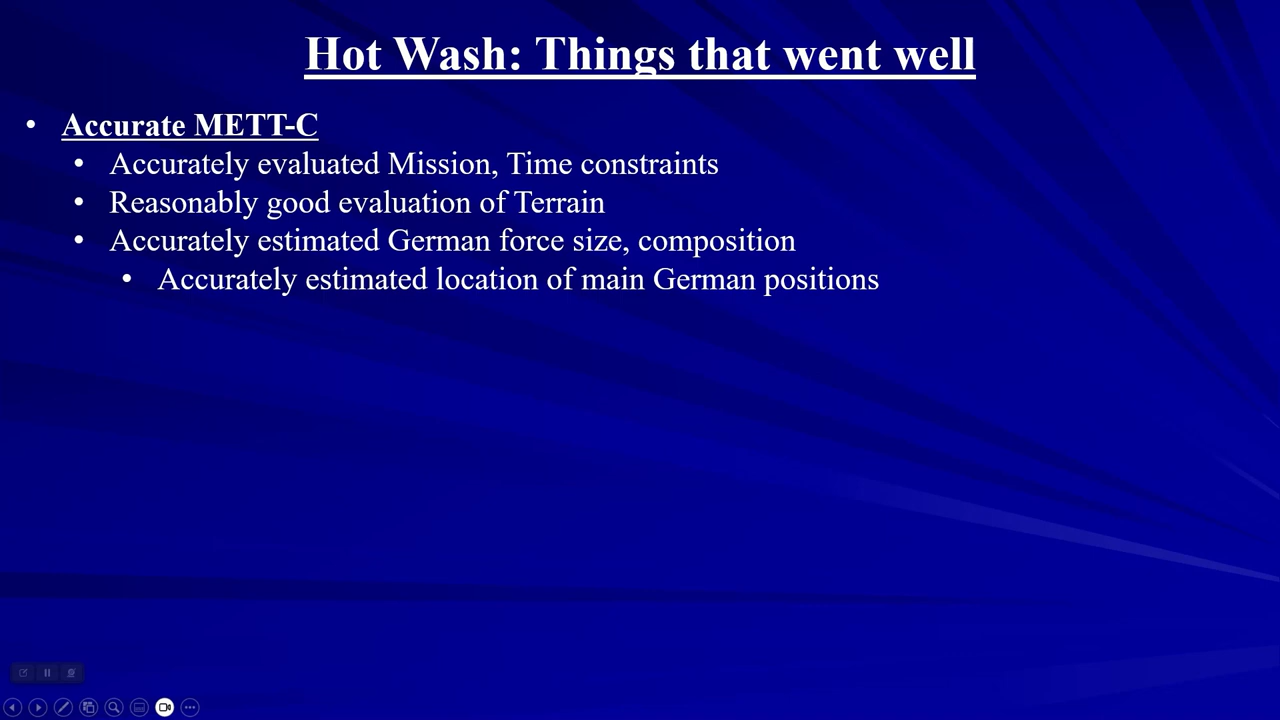 Hot Wash: Things that went well
• Accurate METT-C
• Accurately evaluated Mission, Time constraints
• Reasonably good evaluation of Terrain
• Accurately estimated German force size, composition
• Accurately estimated location of main German positions